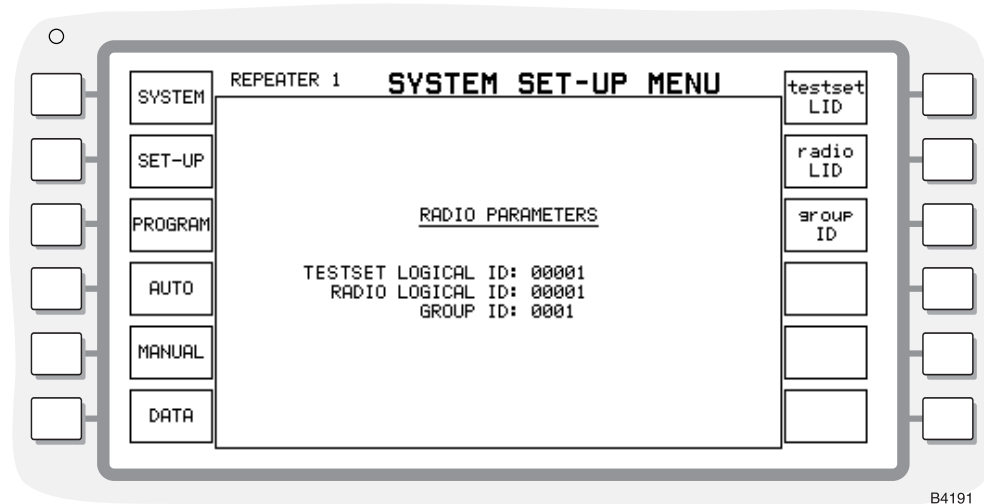 REPEATER 1 SYSTEM SET-UP MENU
SYSTEM
SET-UP
PROGRAM
AUTO
MANUAL
DATA
RADIO PARAMETERS
TESTSET LOGICAL ID: 00001
RADIO LOGICAL ID: 00001
GROUP ID: 0001
testset
LID
radio
LID
group
ID
B4191